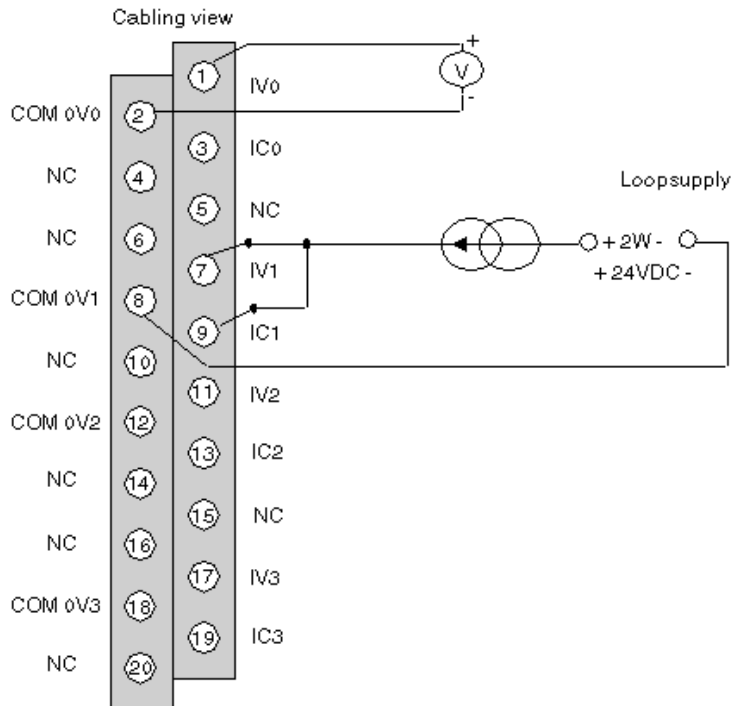 Cabling view
+
1
V
IV0
-
COM 0V0
2
3
IC0
NC
4
Loopsupply
5
NC
NC
6
+ 2W -
7
IV1
+ 24VDC -
COM 0V1
8
9
IC1
NC
10
11
IV2
COM 0V2
12
13
IC2
NC
14
15
NC
NC
16
17
IV3
COM 0V3
18
19
IC3
NC
20